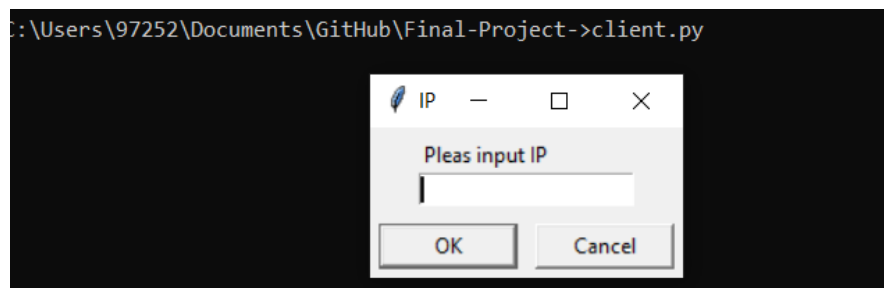 C:\Users\97252\Documents\GitHub\Final-Project->client.py
IP
Pleas input IP
OK
Cancel